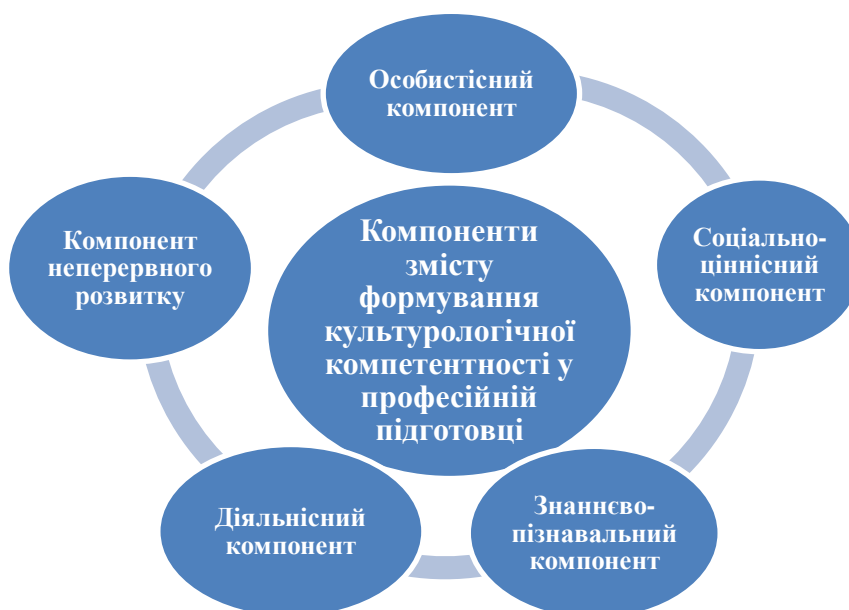 Особистісний
компонент
Соціально-
ціннісний
компонент
Знаннєво-
пізнавальний
компонент
Діяльнісний
компонент
Компонент
неперервного
розвитку
Компоненти
змісту
формування
культурологічної
компетентності у
професійній
підготовці